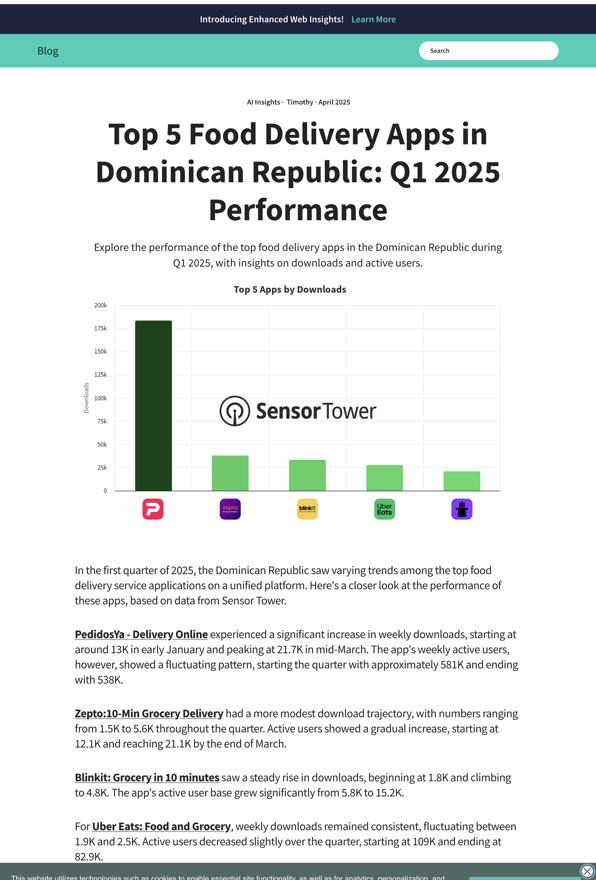 Introducing Enhanced Web Insights! Learn More
Blog
Search
AI Insights · Timothy · April 2025
Top 5 Food Delivery Apps in
Dominican Republic: Q1 2025
Performance
Explore the performance of the top food delivery apps in the Dominican Republic during
Q1 2025, with insights on downloads and active users.
Top 5 Apps by Downloads
200k
175k
150k
125k
100k
75k
50k
25k
0
Downloads
SensorTower
zepto
blinkit
Uber
Eats
In the first quarter of 2025, the Dominican Republic saw varying trends among the top food
delivery service applications on a unified platform. Here's a closer look at the performance of
these apps, based on data from Sensor Tower.
PedidosYa - Delivery Online experienced a significant increase in weekly downloads, starting at
around 13K in early January and peaking at 21.7K in mid-March. The app's weekly active users,
however, showed a fluctuating pattern, starting the quarter with approximately 581K and ending
with 538K.
Zepto:10-Min Grocery Delivery had a more modest download trajectory, with numbers ranging
from 1.5K to 5.6K throughout the quarter. Active users showed a gradual increase, starting at
12.1K and reaching 21.1K by the end of March.
Blinkit: Grocery in 10 minutes saw a steady rise in downloads, beginning at 1.8K and climbing
to 4.8K. The app's active user base grew significantly from 5.8K to 15.2K.
For Uber Eats: Food and Grocery, weekly downloads remained consistent, fluctuating between
1.9K and 2.5K. Active users decreased slightly over the quarter, starting at 109K and ending at
82.9K.
This website utilizes technologies such as cookies to enable essential site functionality, as well as for analytics, personalization, and